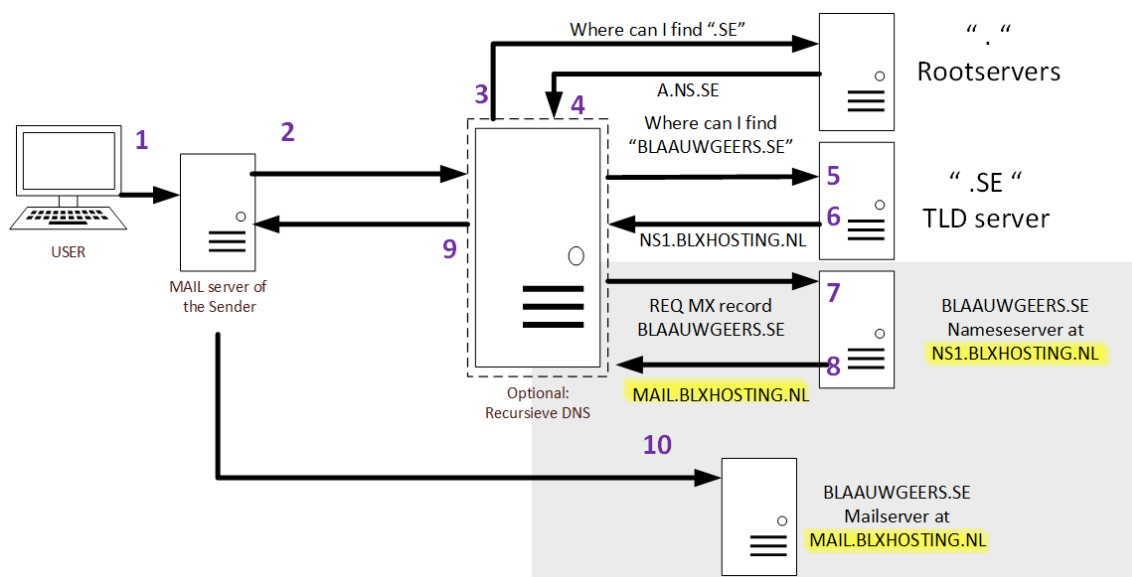 Where can I find “.SE”
“ . “
Rootservers
3
A.NS.SE
4
1
2
Where can I find
“BLAAUWGEERS.SE”
5
“ .SE “
TLD server
6
USER
9
NS1.BLXHOSTING.NL
MAIL server of
the Sender
7
REQ MX record
BLAAUWGEERS.SE
BLAAUWGEERS.SE
Nameseserver at
NS1.BLXHOSTING.NL
8
MAIL.BLXHOSTING.NL
Optional:
Recursieve DNS
10
BLAAUWGEERS.SE
Mailserver at
MAIL.BLXHOSTING.NL